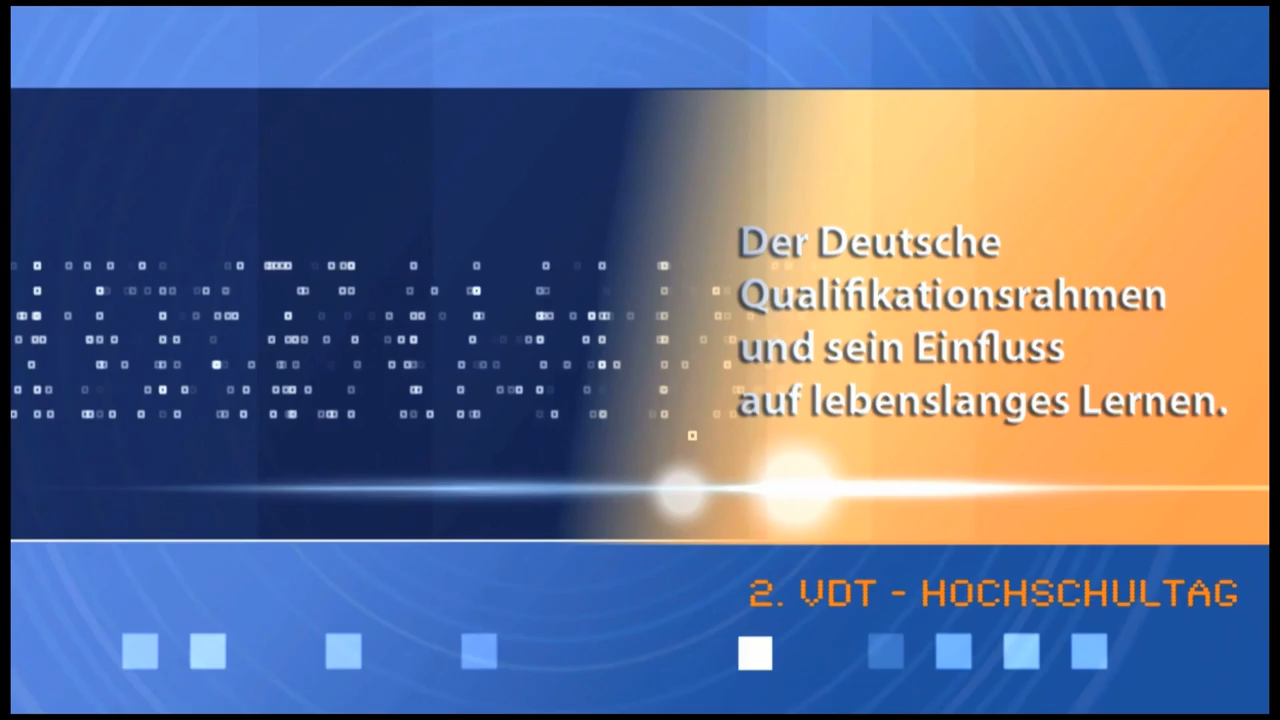 Der Deutsche
Qualifikationsrahmen
und sein Einfluss
auf lebenslanges Lernen.
2. VDT - HOCHSCHULTAG